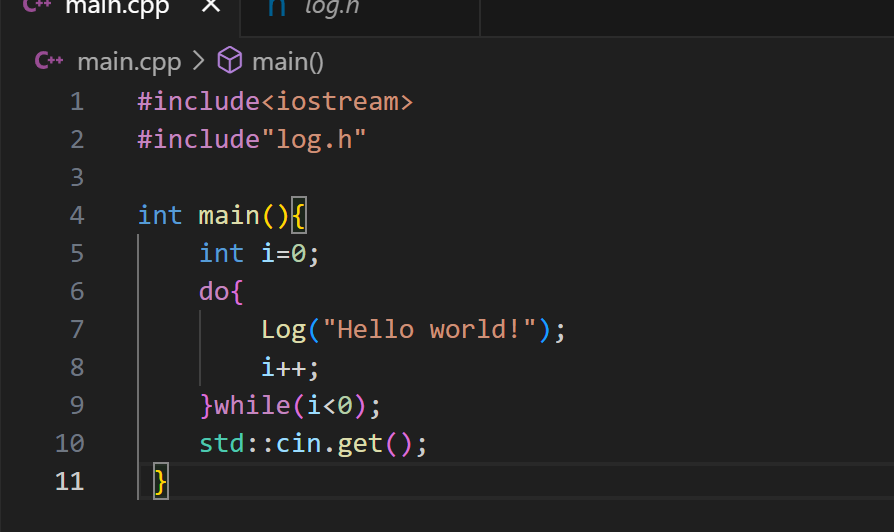 C++ main.cpp × h log.h
C++ main.cpp > main()
1 #include<iostream>
2 #include"log.h"
3
4 int main(){
5     int i=0;
6     do{
7         Log("Hello world!");
8         i++;
9     }while(i<0);
10     std::cin.get();
11  }